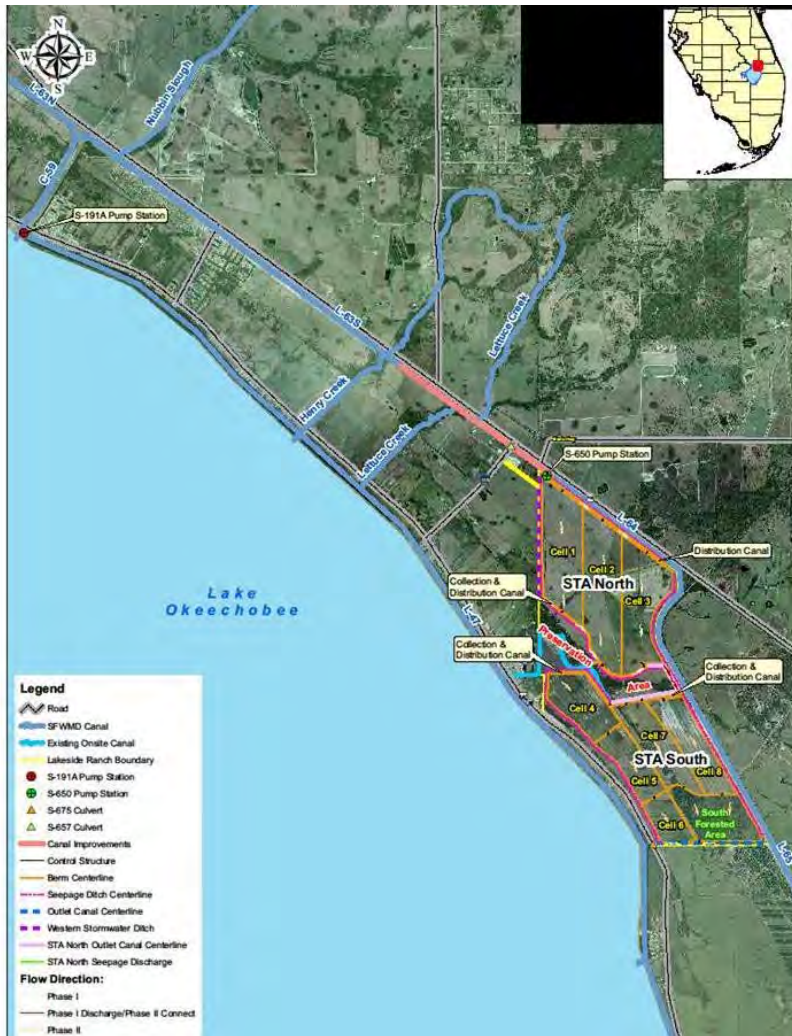 N
W
E
S
L-63N
Nubbin Slough
C-59
S-191A Pump Station
L-63S
Lettuce Creek
Henry Creek
Lettuce Creek
S-650 Pump Station
L-64
Distribution Canal
Cell 1
Cell 2
STA North
Cell 3
Collection &
Distribution Canal
Lake
Okeechobee
L-47
Preservation
Area
Collection &
Distribution Canal
Collection &
Distribution Canal
Cell 4
Cell 7
STA South
Cell 5
Cell 8
Cell 6
South
Forested
Area
Legend
Road
SFWMD Canal
Existing Onsite Canal
Lakeside Ranch Boundary
S-191A Pump Station
S-650 Pump Station
S-675 Culvert
S-657 Culvert
Canal Improvements
Control Structure
Berm Centerline
Seepage Ditch Centerline
Outlet Canal Centerline
Western Stormwater Ditch
STA North Outlet Canal Centerline
STA North Seepage Discharge
Flow Direction:
Phase I
Phase I Discharge/Phase II Connect
Phase II